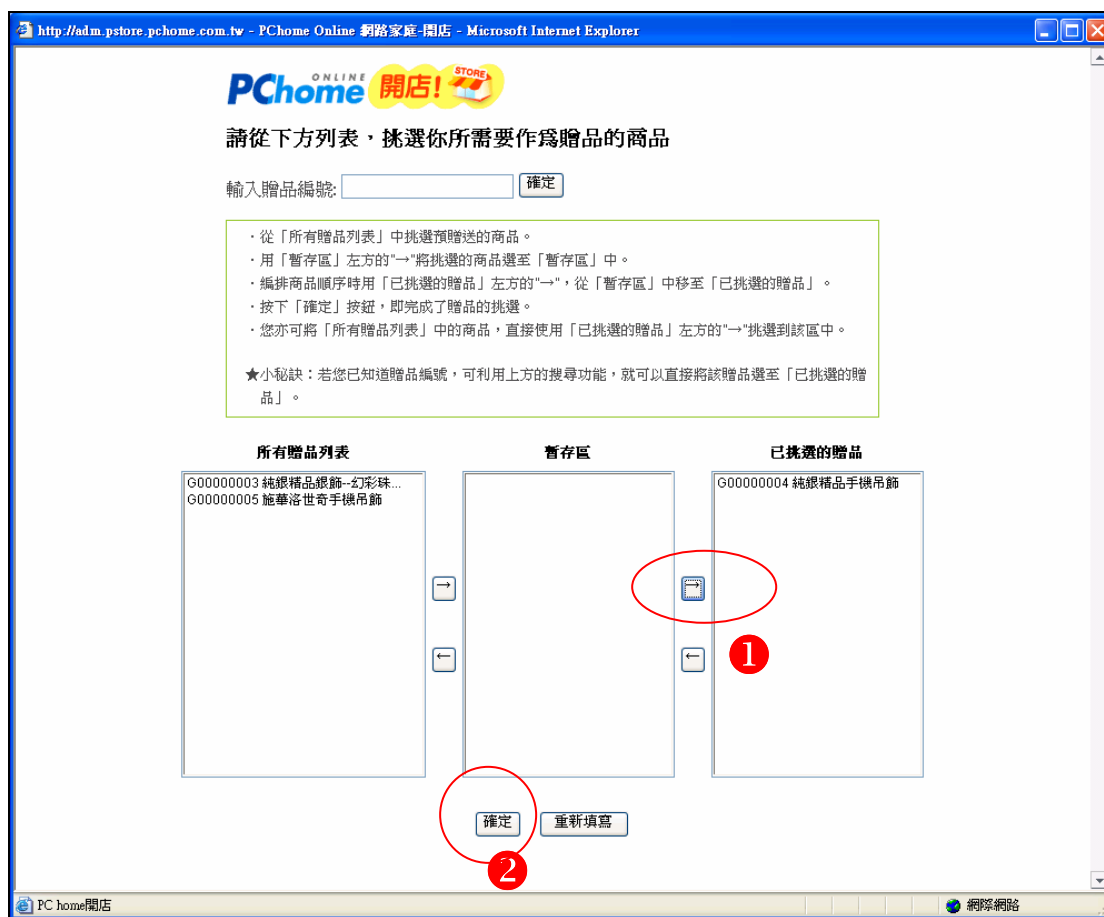 http://adm.pstore.pchome.com.tw - PChome Online 網路家庭-開店 - Microsoft Internet Explorer
PChome ONLINE 開店! STORE
請從下方列表，挑選你所需要作為贈品的商品
輸入贈品編號: 確定
‧從「所有贈品列表」中挑選預贈送的商品。
‧用「暫存區」左方的"→"將挑選的商品選至「暫存區」中。
‧編排商品順序時用「已挑選的贈品」左方的"→"，從「暫存區」中移至「已挑選的贈品」。
‧按下「確定」按鈕，即完成了贈品的挑選。
‧您亦可將「所有贈品列表」中的商品，直接使用「已挑選的贈品」左方的"→"挑選到該區中。
★小秘訣：若您已知道贈品編號，可利用上方的搜尋功能，就可以直接將該贈品選至「已挑選的贈
品」。
所有贈品列表 暫存區 已挑選的贈品
G00000003 純銀精品銀飾--幻彩珠... G00000004 純銀精品手機吊飾
G00000005 施華洛世奇手機吊飾
→ →
← ← 1
確定 重新填寫
2
PC home開店 網際網路